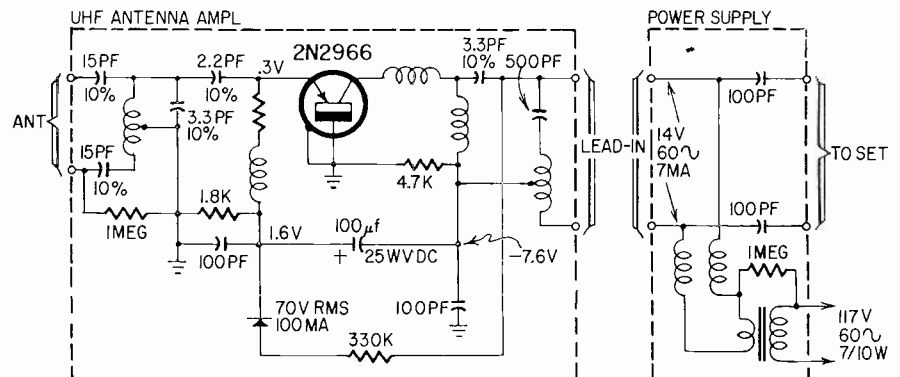 UHF ANTENNA AMPL
POWER SUPPLY
2N2966
15PF
10%
2.2PF
10%
.3V
3.3PF
10%
500PF
100PF
ANT
3.3PF
10%
15PF
10%
LEAD-IN
14V
60~
7MA
TO SET
4.7K
1.8K
1MEG
100PF
1.6V
100µf
+ 25WVDC
-7.6V
100PF
1MEG
100PF
70V RMS
100MA
330K
117V
60~
7/10W